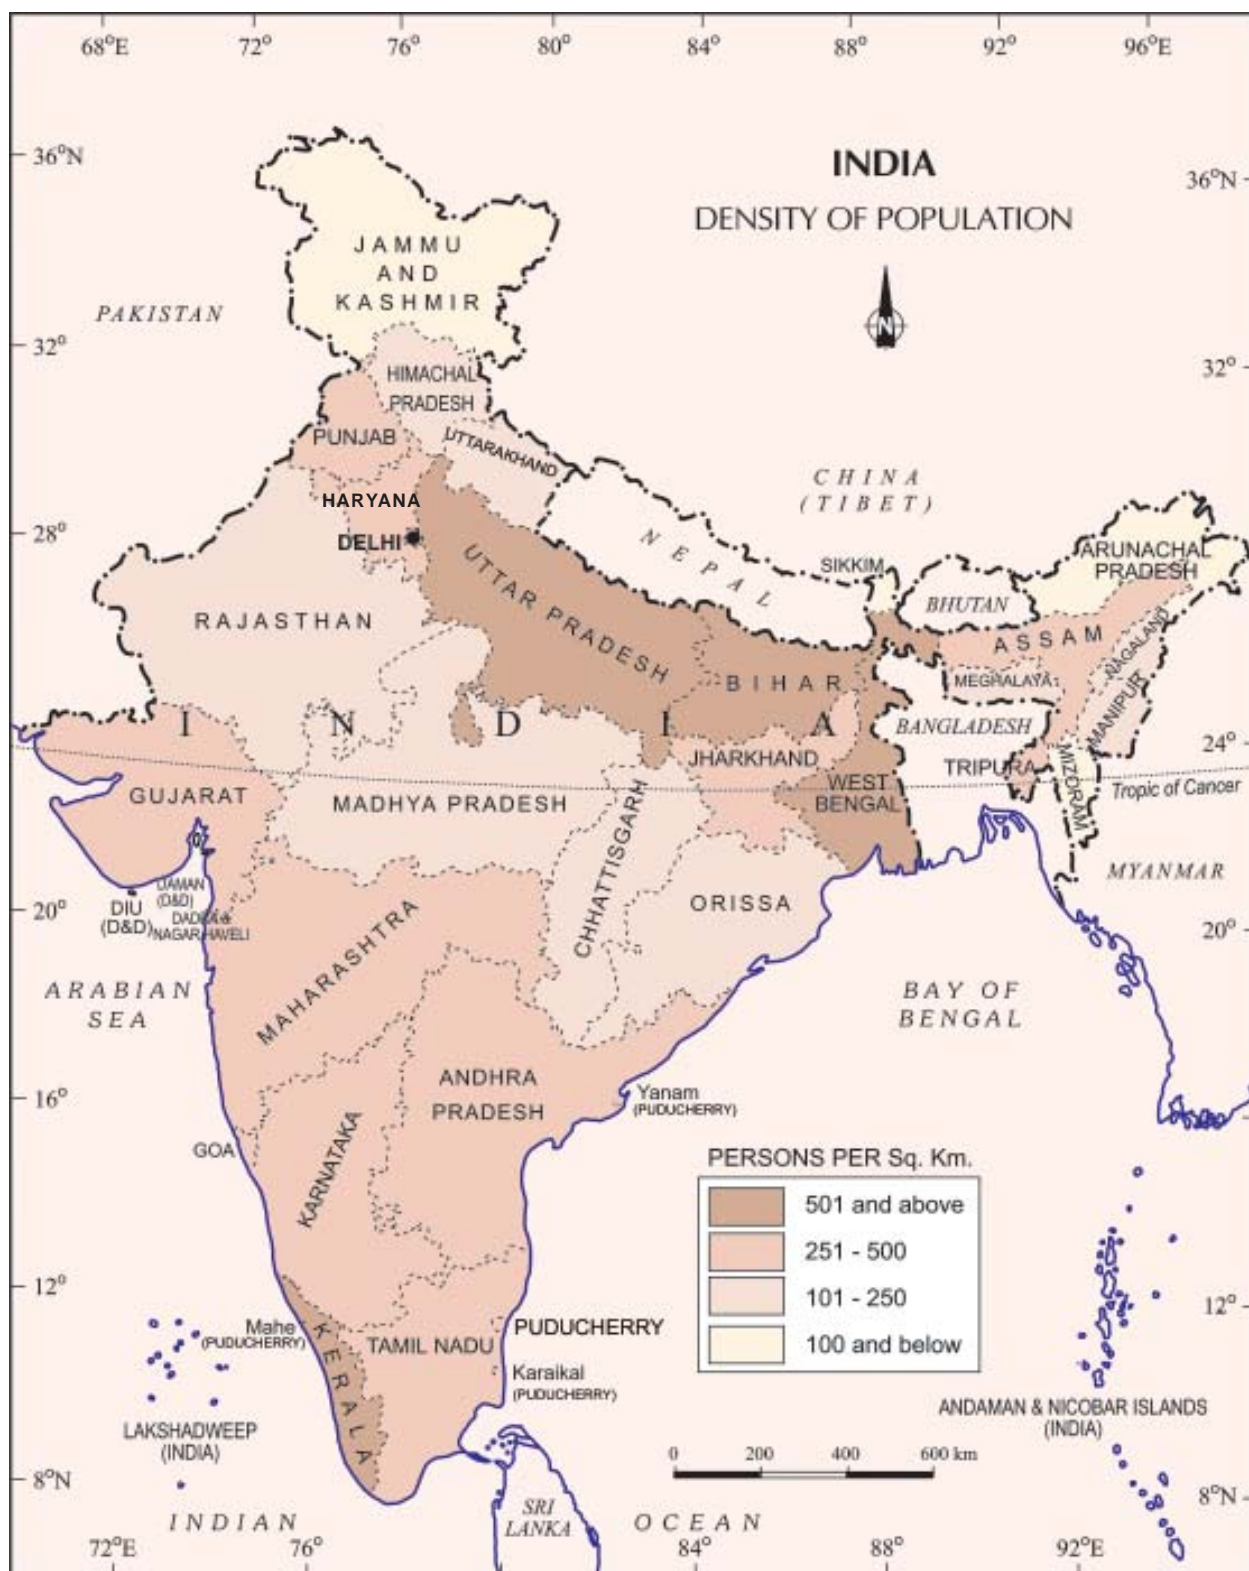 68°E 72° 76° 80° 84° 88° 92° 96°E
INDIA
DENSITY OF POPULATION
36°N
36°N
N
JAMMU
AND
KASHMIR
PAKISTAN
32°
32°
HIMACHAL
PRADESH
PUNJAB
UTTARAKHAND
CHINA
(TIBET)
HARYANA
DELHI
28°
28°
NEPAL
SIKKIM
ARUNACHAL
PRADESH
BHUTAN
UTTAR PRADESH
RAJASTHAN
ASSAM
NAGALAND
BIHAR
MEGHALAYA
MANIPUR
INDIA
BANGLADESH
24°
JHARKHAND
TRIPURA
MIZORAM
GUJARAT
MADHYA PRADESH
WEST
BENGAL
Tropic of Cancer
CHHATTISGARH
MYANMAR
DAMAN
(D&D)
DIU
(D&D)
DADRA &
NAGAR HAVELI
20°
20°
ORISSA
MAHARASHTRA
ARABIAN
SEA
BAY OF
BENGAL
ANDHRA
PRADESH
Yanam
(PUDUCHERRY)
16°
GOA
KARNATAKA
PERSONS PER Sq. Km.
501 and above
251 - 500
101 - 250
100 and below
12°
12°
Mahe
(PUDUCHERRY)
KERALA
TAMIL NADU
PUDUCHERRY
Karaikal
(PUDUCHERRY)
LAKSHADWEEP
(INDIA)
ANDAMAN & NICOBAR ISLANDS
(INDIA)
0 200 400 600 km
8°N
8°N
SRI
LANKA
INDIAN OCEAN
72°E 76° 84° 88° 92°E